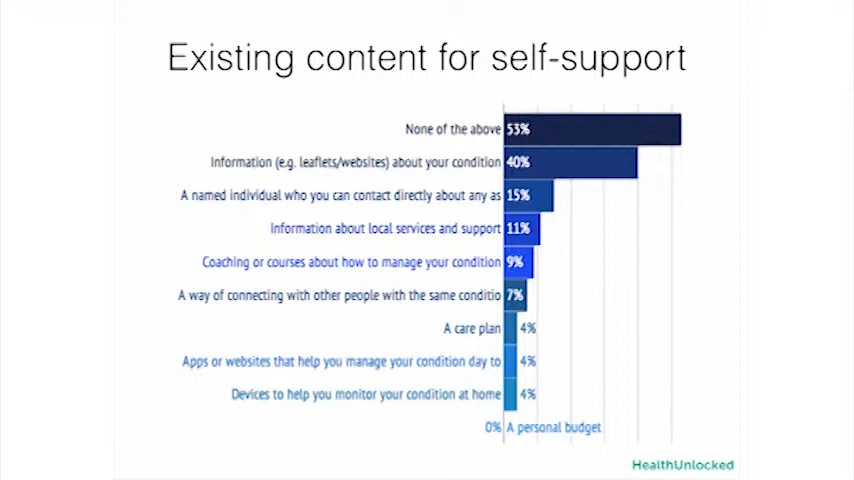 Existing content for self-support
None of the above 53%
Information (e.g. leaflets/websites) about your condition 40%
A named individual who you can contact directly about any as 15%
Information about local services and support 11%
Coaching or courses about how to manage your condition 9%
A way of connecting with other people with the same conditio 7%
A care plan 4%
Apps or websites that help you manage your condition day to 4%
Devices to help you monitor your condition at home 4%
0% A personal budget
HealthUnlocked